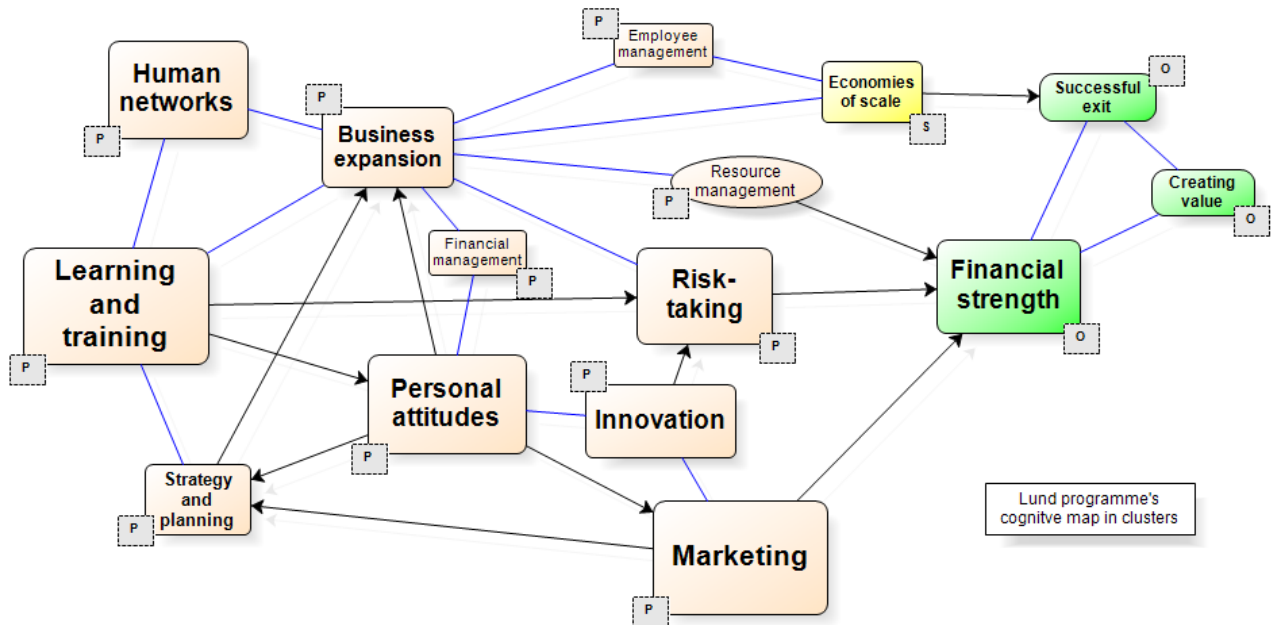 P
Employee
management
Human
networks
P
P
Business
expansion
Economies
of scale
S
Successful
exit
O
Resource
management
P
Creating
value
O
Learning
and
training
P
Financial
management
P
Risk-
taking
P
Financial
strength
O
Personal
attitudes
P
P
Innovation
Strategy
and
planning
P
Marketing
P
Lund programme's
cognitve map in clusters